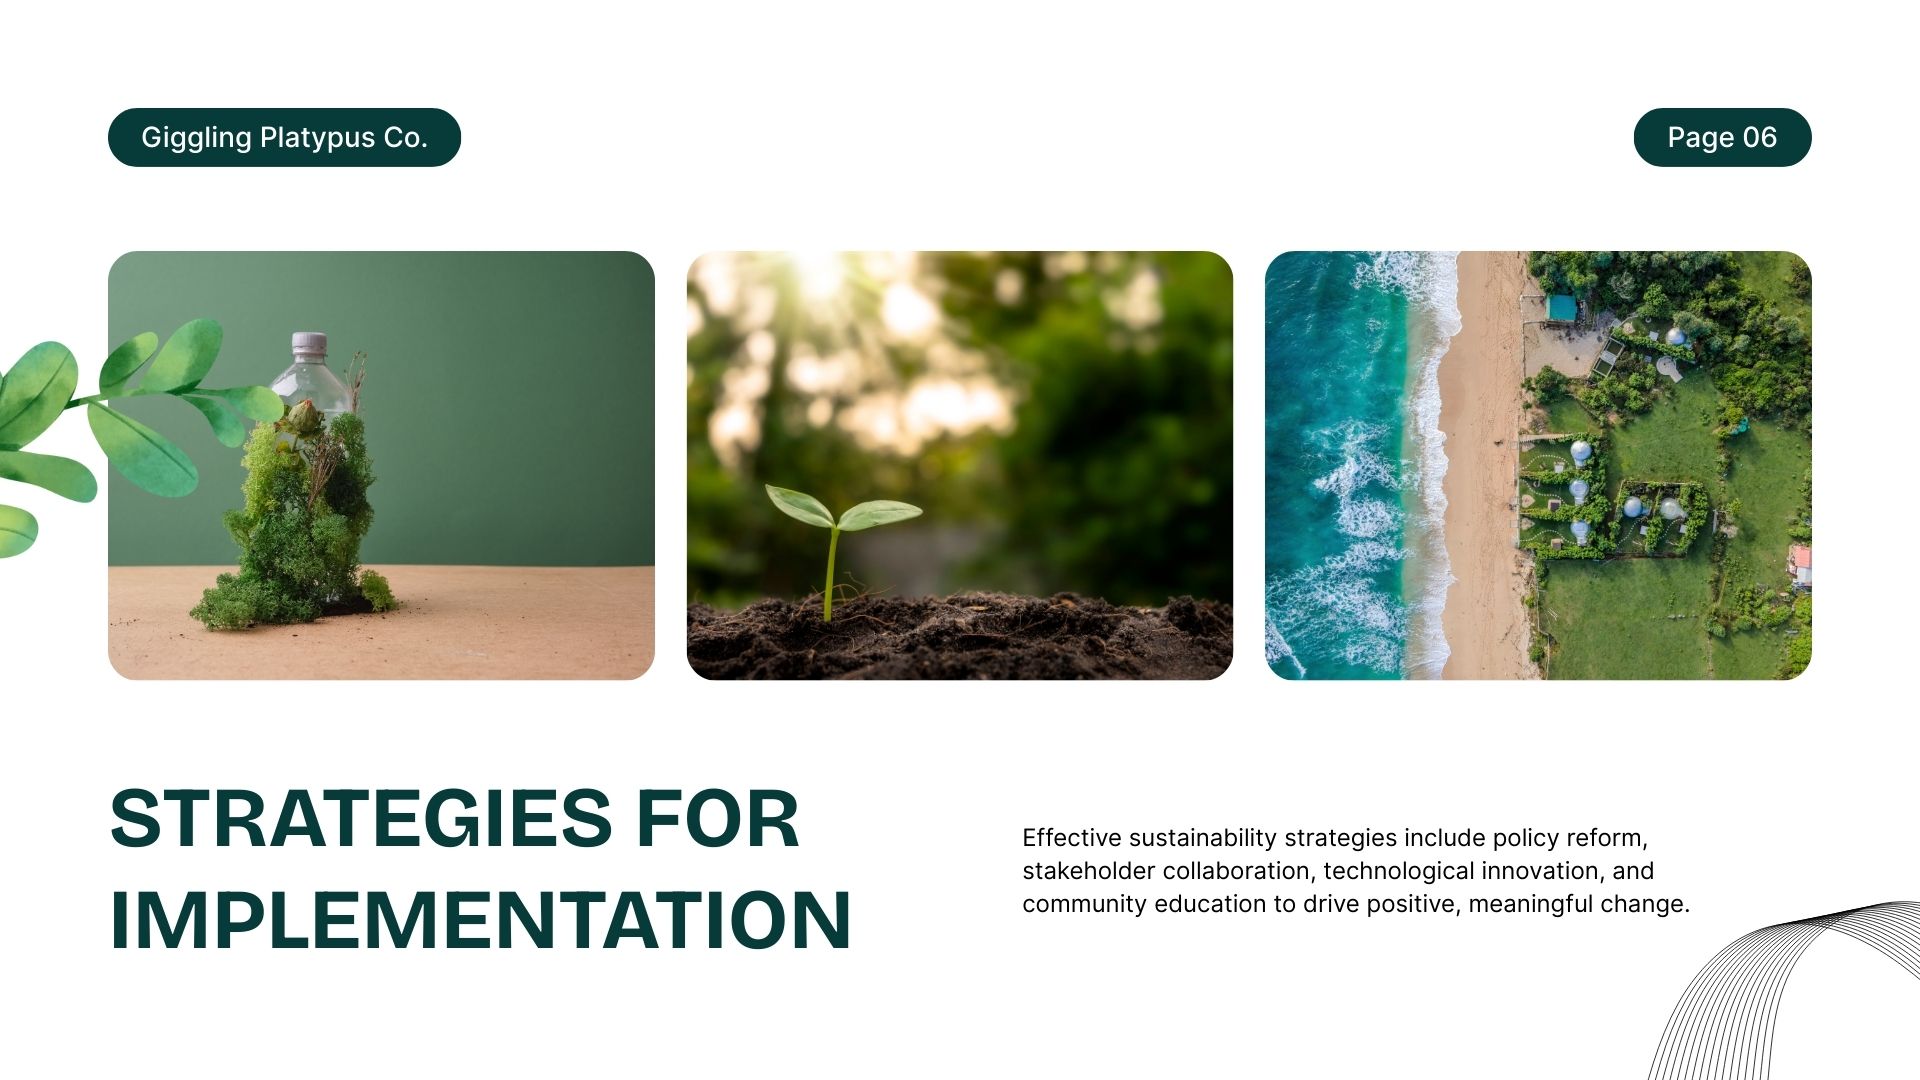 Giggling Platypus Co.
Page 06
STRATEGIES FOR
IMPLEMENTATION
Effective sustainability strategies include policy reform,
stakeholder collaboration, technological innovation, and
community education to drive positive, meaningful change.